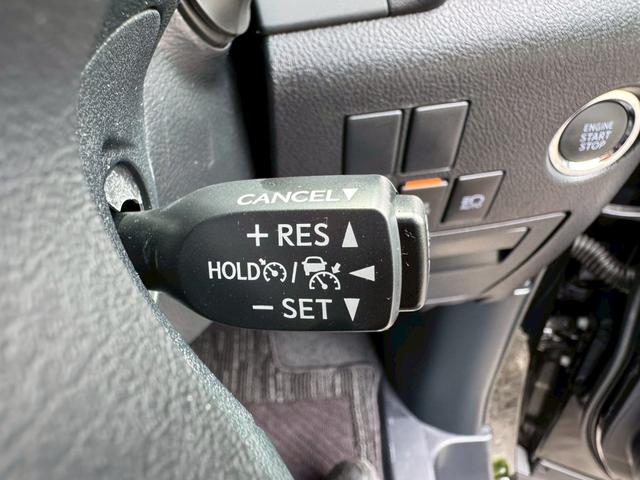 CANCEL▼
+ RES ▲
HOLD / ◄
− SET ▼
ENGINE
START
STOP